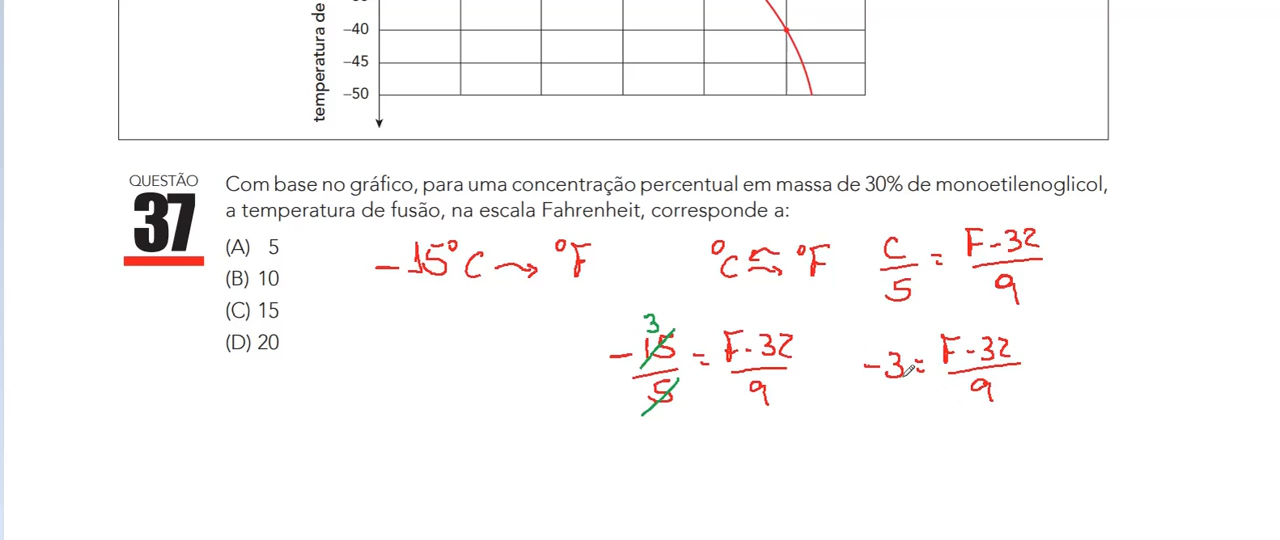 temperatura de
-40
-45
-50
QUESTÃO
37
Com base no gráfico, para uma concentração percentual em massa de 30% de monoetilenoglicol,
a temperatura de fusão, na escala Fahrenheit, corresponde a:
(A) 5
(B) 10
(C) 15
(D) 20
-15°C → °F
°C ⇆ °F
C/5 = F-32/9
3
-15/5 = F-32/9
-3 = F-32/9